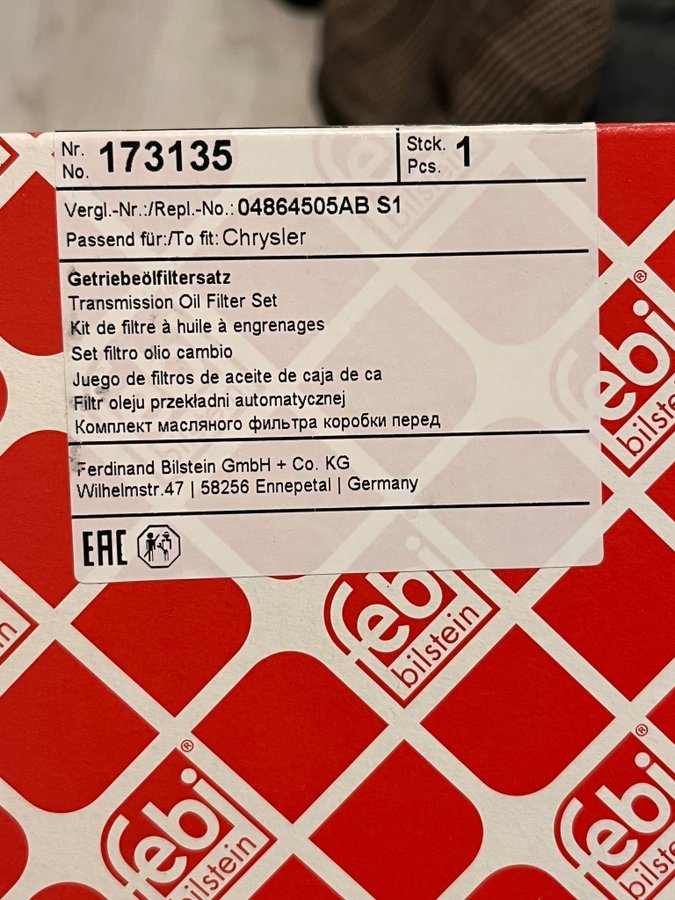 Nr. No. 173135
Stck. Pcs. 1
Vergl.-Nr.:/Repl.-No.: 04864505AB S1
Passend für:/To fit: Chrysler
Getriebeölfiltersatz
Transmission Oil Filter Set
Kit de filtre à huile à engrenages
Set filtro olio cambio
Juego de filtros de aceite de caja de ca
Filtr oleju przekładni automatycznej
Комплект масляного фильтра коробки перед
Ferdinand Bilstein GmbH + Co. KG
Wilhelmstr.47 | 58256 Ennepetal | Germany
EAC
febi®
bilstein
febi
bilstein
febi®
bilstein
febi®
bilstein